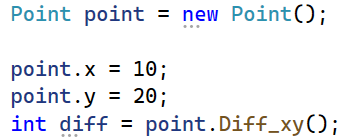 Point point = new Point();
point.x = 10;
point.y = 20;
int diff = point.Diff_xy();